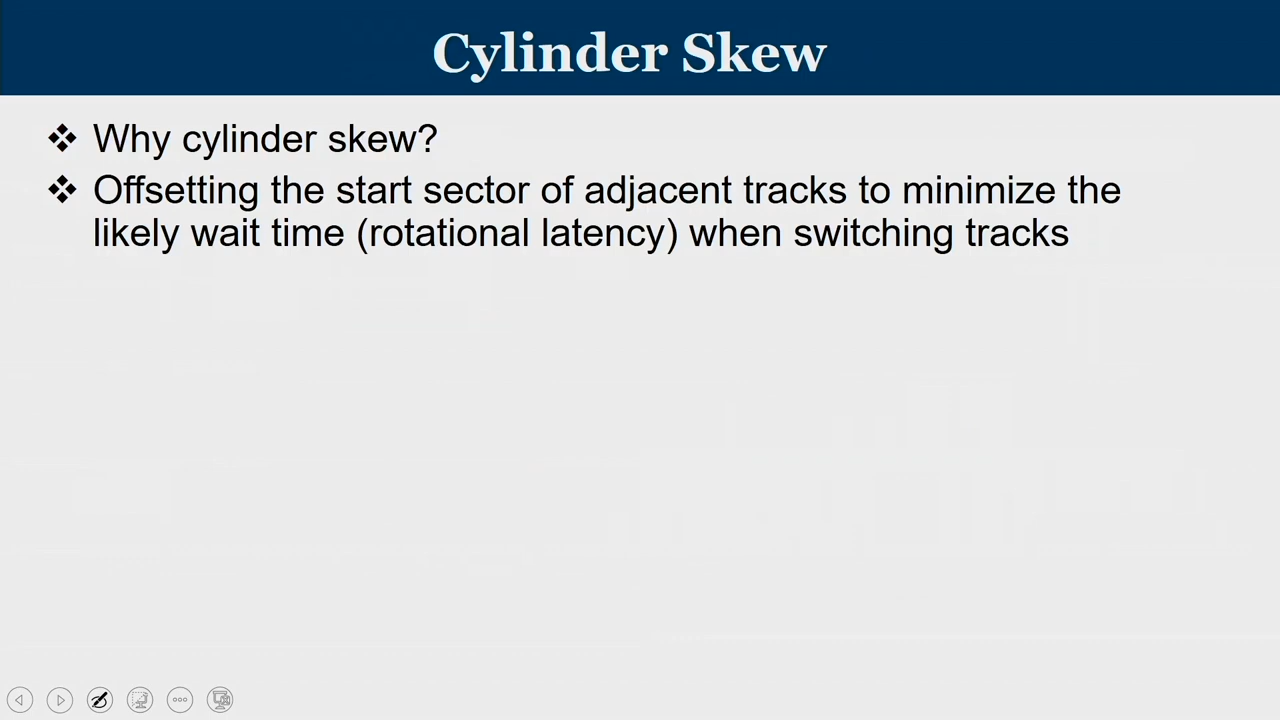 Cylinder Skew
❖ Why cylinder skew?
❖ Offsetting the start sector of adjacent tracks to minimize the
likely wait time (rotational latency) when switching tracks